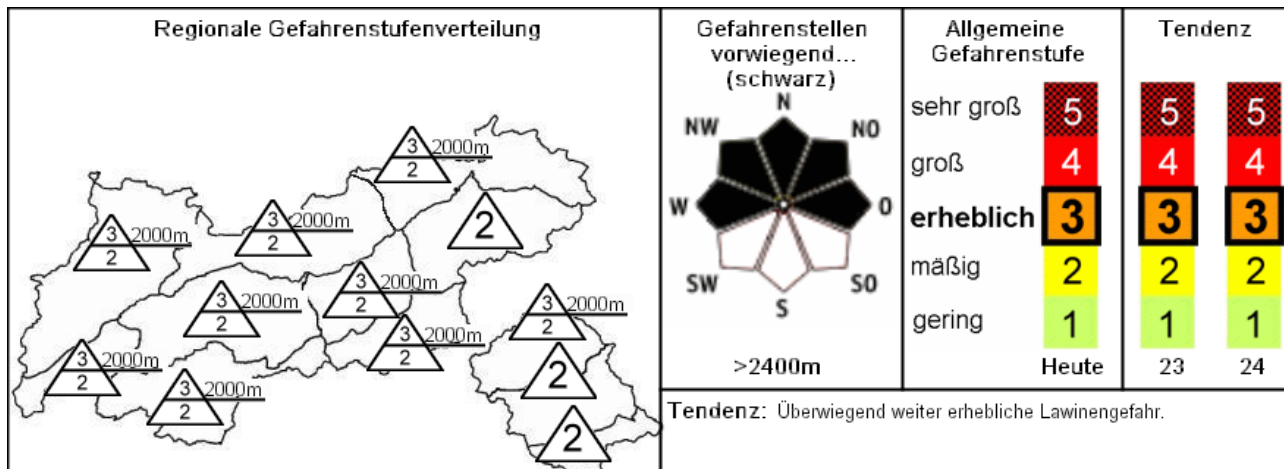 Regionale Gefahrenstufenverteilung
3 2000m
2
2
3 2000m
2
3 2000m
2
3 2000m
2
3 2000m
2
3 2000m
2
3 2000m
2
3 2000m
2
3 2000m
2
2
2
Gefahrenstellen
vorwiegend...
(schwarz)
N
NW
NO
W
O
SW
SO
S
>2400m
Allgemeine
Gefahrenstufe
sehr groß 5
groß 4
erheblich 3
mäßig 2
gering 1
Heute
Tendenz
5 5
4 4
3 3
2 2
1 1
23 24
Tendenz: Überwiegend weiter erhebliche Lawinengefahr.